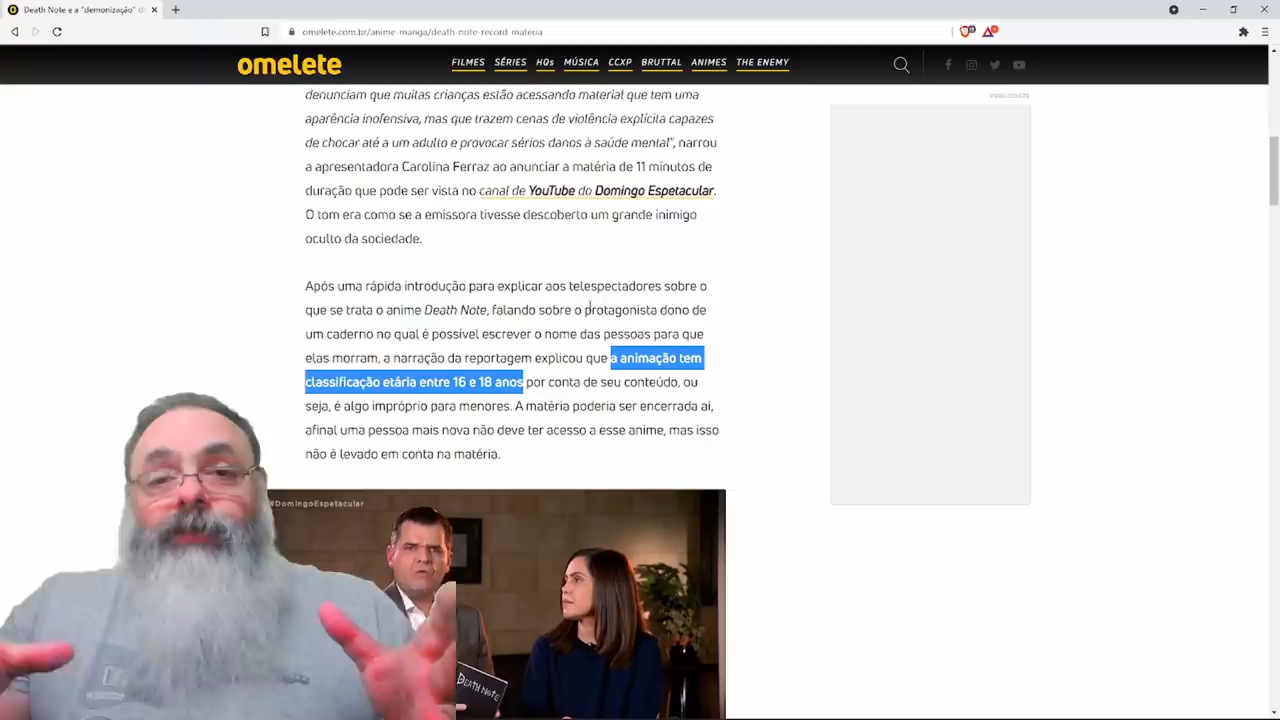 Death Note e a "demonização" d
omelete.com.br/anime-manga/death-note-record-materia
omelete
FILMES SÉRIES HQs MÚSICA CCXP BRUTTAL ANIMES THE ENEMY
PUBLICIDADE
denunciam que muitas crianças estão acessando material que tem uma
aparência inofensiva, mas que trazem cenas de violência explícita capazes
de chocar até a um adulto e provocar sérios danos à saúde mental", narrou
a apresentadora Carolina Ferraz ao anunciar a matéria de 11 minutos de
duração que pode ser vista no canal de YouTube do Domingo Espetacular.
O tom era como se a emissora tivesse descoberto um grande inimigo
oculto da sociedade.
Após uma rápida introdução para explicar aos telespectadores sobre o
que se trata o anime Death Note, falando sobre o protagonista dono de
um caderno no qual é possível escrever o nome das pessoas para que
elas morram, a narração da reportagem explicou que a animação tem
classificação etária entre 16 e 18 anos por conta de seu conteúdo, ou
seja, é algo impróprio para menores. A matéria poderia ser encerrada aí,
afinal uma pessoa mais nova não deve ter acesso a esse anime, mas isso
não é levado em conta na matéria.
#DomingoEspetacular
DEATH NOTE